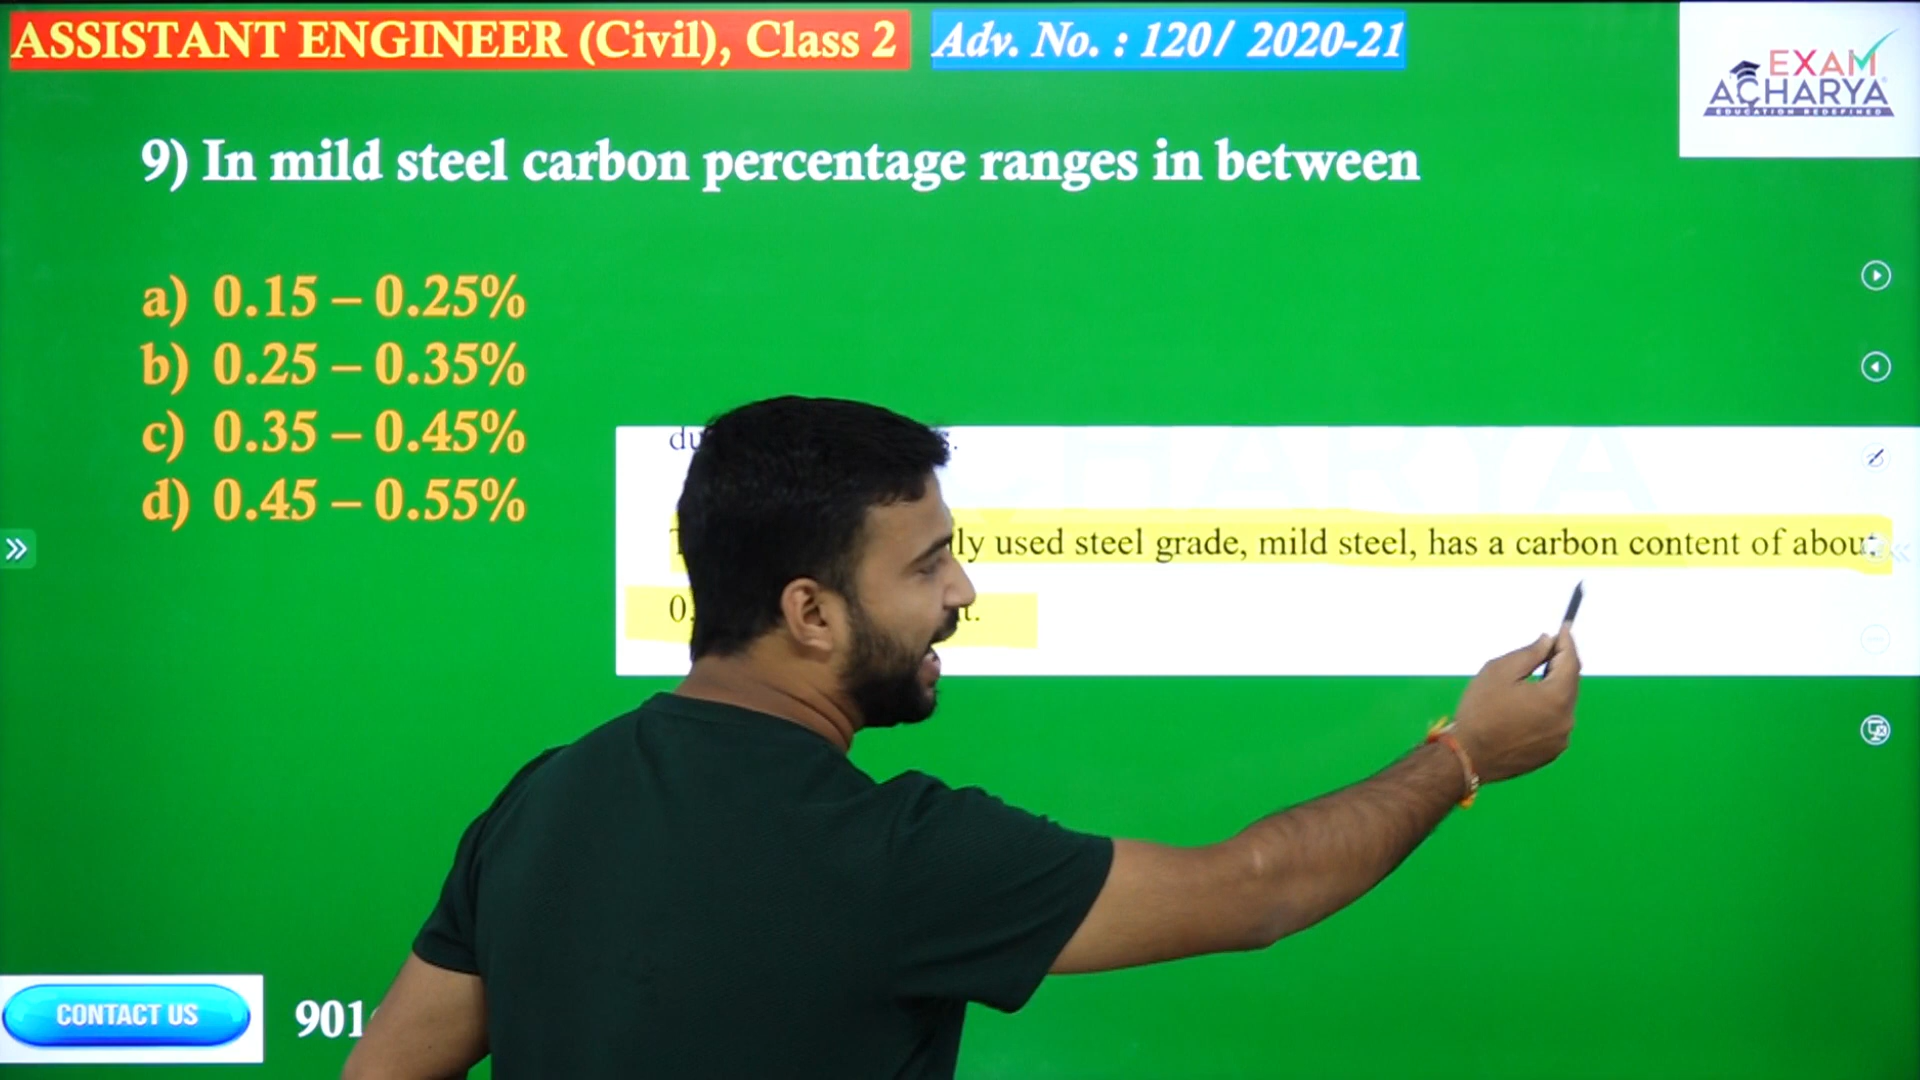 ASSISTANT ENGINEER (Civil), Class 2 Adv. No. : 120/ 2020-21
EXAM
ACHARYA
EDUCATION REDEFINED
9) In mild steel carbon percentage ranges in between
a) 0.15 – 0.25%
b) 0.25 – 0.35%
c) 0.35 – 0.45%
d) 0.45 – 0.55%
used steel grade, mild steel, has a carbon content of about
CONTACT US